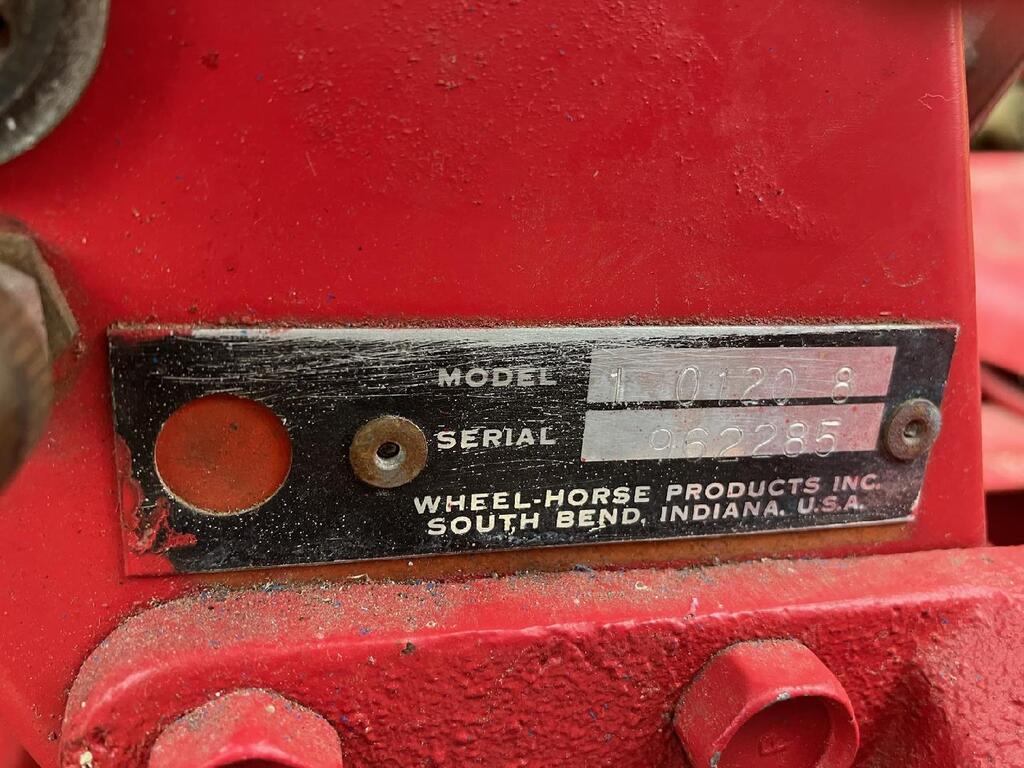 MODEL 1 0120 8
SERIAL 962285
WHEEL-HORSE PRODUCTS INC.
SOUTH BEND, INDIANA. U.S.A.